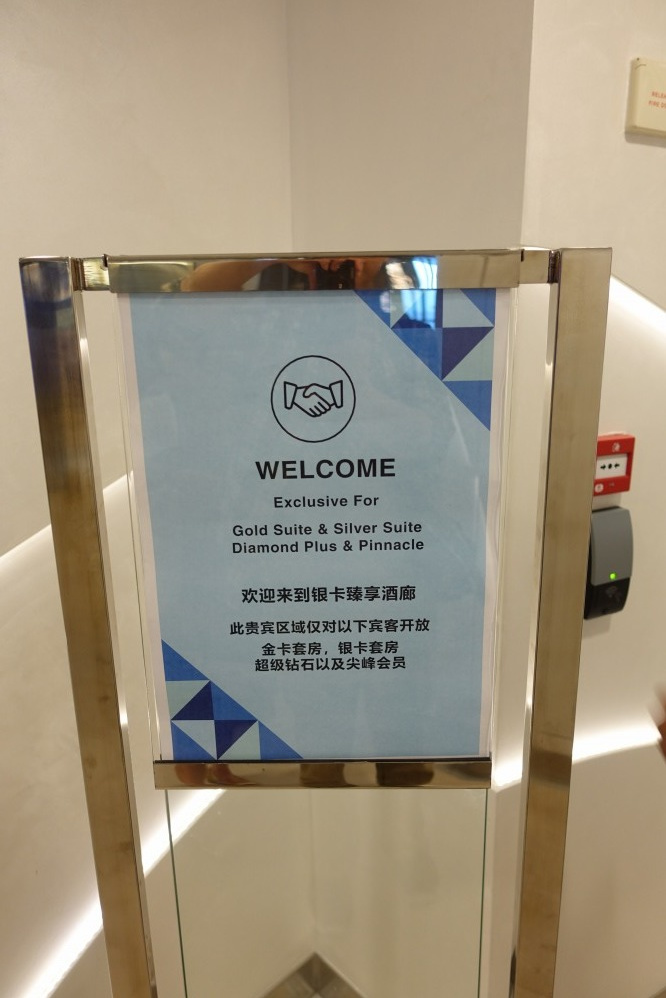 WELCOME
Exclusive For
Gold Suite & Silver Suite
Diamond Plus & Pinnacle
欢迎来到银卡臻享酒廊
此贵宾区域仅对以下宾客开放
金卡套房，银卡套房
超级钻石以及尖峰会员